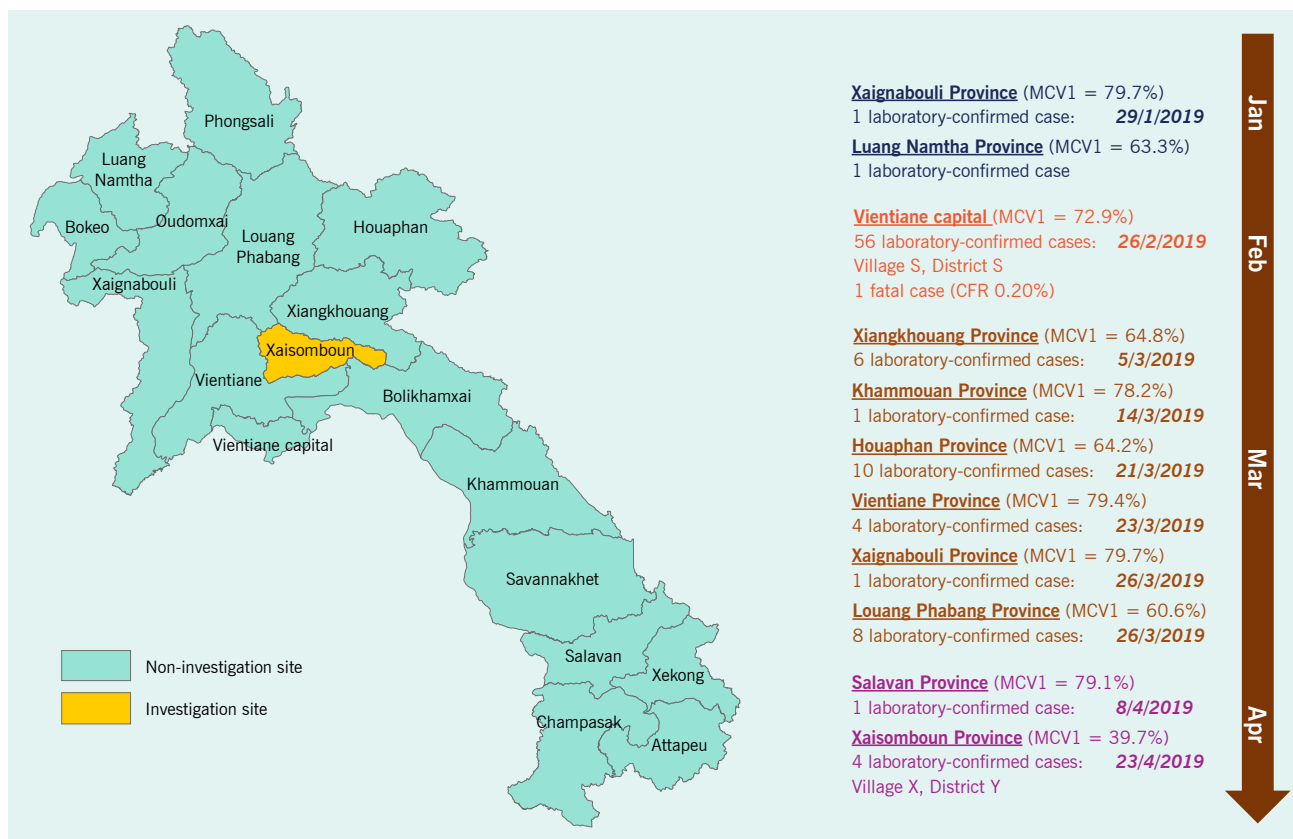 Phongsali
Luang
Namtha
Bokeo
Oudomxai
Louang
Phabang
Houaphan
Xaignabouli
Xiangkhouang
Xaisomboun
Vientiane
Bolikhamxai
Vientiane capital
Khammouan
Savannakhet
Salavan
Xekong
Champasak
Attapeu
Non-investigation site
Investigation site
Xaignabouli Province (MCV1 = 79.7%)
1 laboratory-confirmed case: 29/1/2019
Luang Namtha Province (MCV1 = 63.3%)
1 laboratory-confirmed case
Vientiane capital (MCV1 = 72.9%)
56 laboratory-confirmed cases: 26/2/2019
Village S, District S
1 fatal case (CFR 0.20%)
Xiangkhouang Province (MCV1 = 64.8%)
6 laboratory-confirmed cases: 5/3/2019
Khammouan Province (MCV1 = 78.2%)
1 laboratory-confirmed case: 14/3/2019
Houaphan Province (MCV1 = 64.2%)
10 laboratory-confirmed cases: 21/3/2019
Vientiane Province (MCV1 = 79.4%)
4 laboratory-confirmed cases: 23/3/2019
Xaignabouli Province (MCV1 = 79.7%)
1 laboratory-confirmed case: 26/3/2019
Louang Phabang Province (MCV1 = 60.6%)
8 laboratory-confirmed cases: 26/3/2019
Salavan Province (MCV1 = 79.1%)
1 laboratory-confirmed case: 8/4/2019
Xaisomboun Province (MCV1 = 39.7%)
4 laboratory-confirmed cases: 23/4/2019
Village X, District Y
Jan
Feb
Mar
Apr